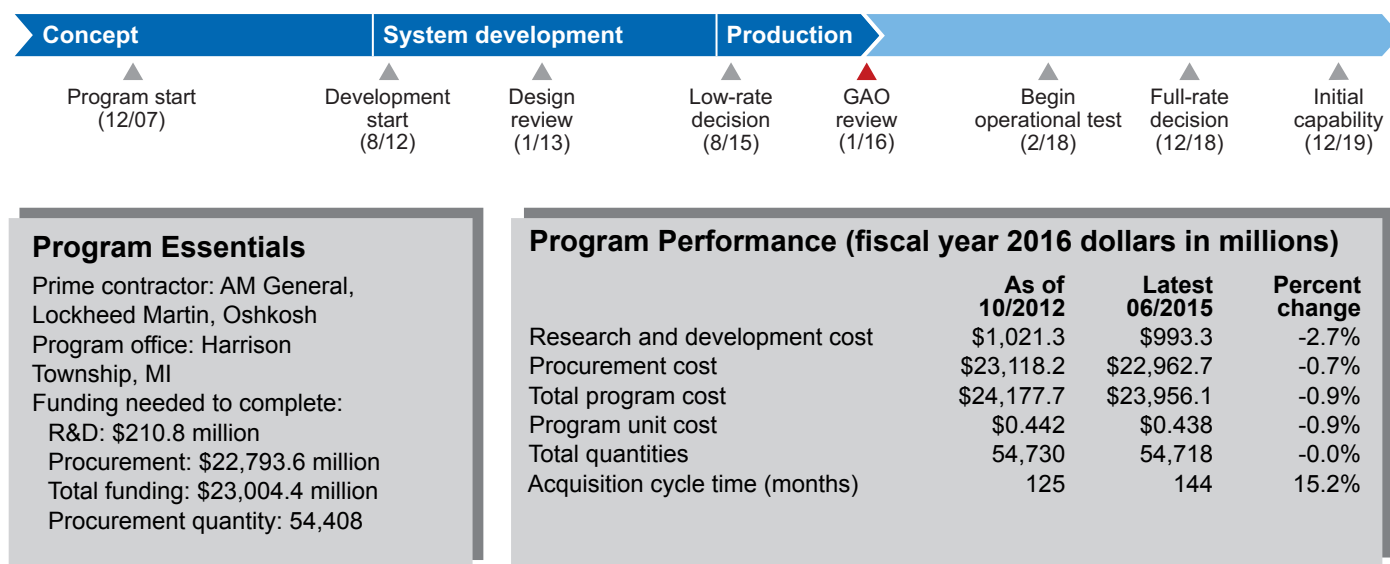 Concept
System development
Production
Program start
(12/07)
Development
start
(8/12)
Design
review
(1/13)
Low-rate
decision
(8/15)
GAO
review
(1/16)
Begin
operational test
(2/18)
Full-rate
decision
(12/18)
Initial
capability
(12/19)
Program Essentials
Prime contractor: AM General,
Lockheed Martin, Oshkosh
Program office: Harrison
Township, MI
Funding needed to complete:
R&D: $210.8 million
Procurement: $22,793.6 million
Total funding: $23,004.4 million
Procurement quantity: 54,408
Program Performance (fiscal year 2016 dollars in millions)
As of Latest Percent
10/2012 06/2015 change
Research and development cost $1,021.3 $993.3 -2.7%
Procurement cost $23,118.2 $22,962.7 -0.7%
Total program cost $24,177.7 $23,956.1 -0.9%
Program unit cost $0.442 $0.438 -0.9%
Total quantities 54,730 54,718 -0.0%
Acquisition cycle time (months) 125 144 15.2%